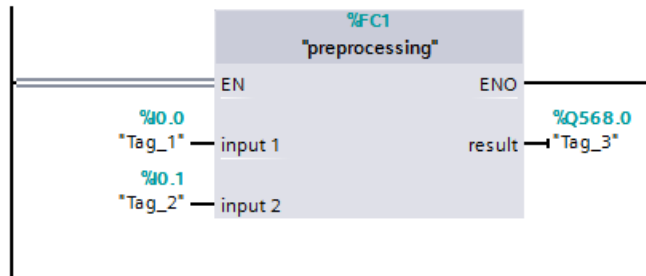 %FC1
"preprocessing"
EN ENO
%I0.0 %Q568.0
"Tag_1" input 1 result "Tag_3"
%I0.1
"Tag_2" input 2